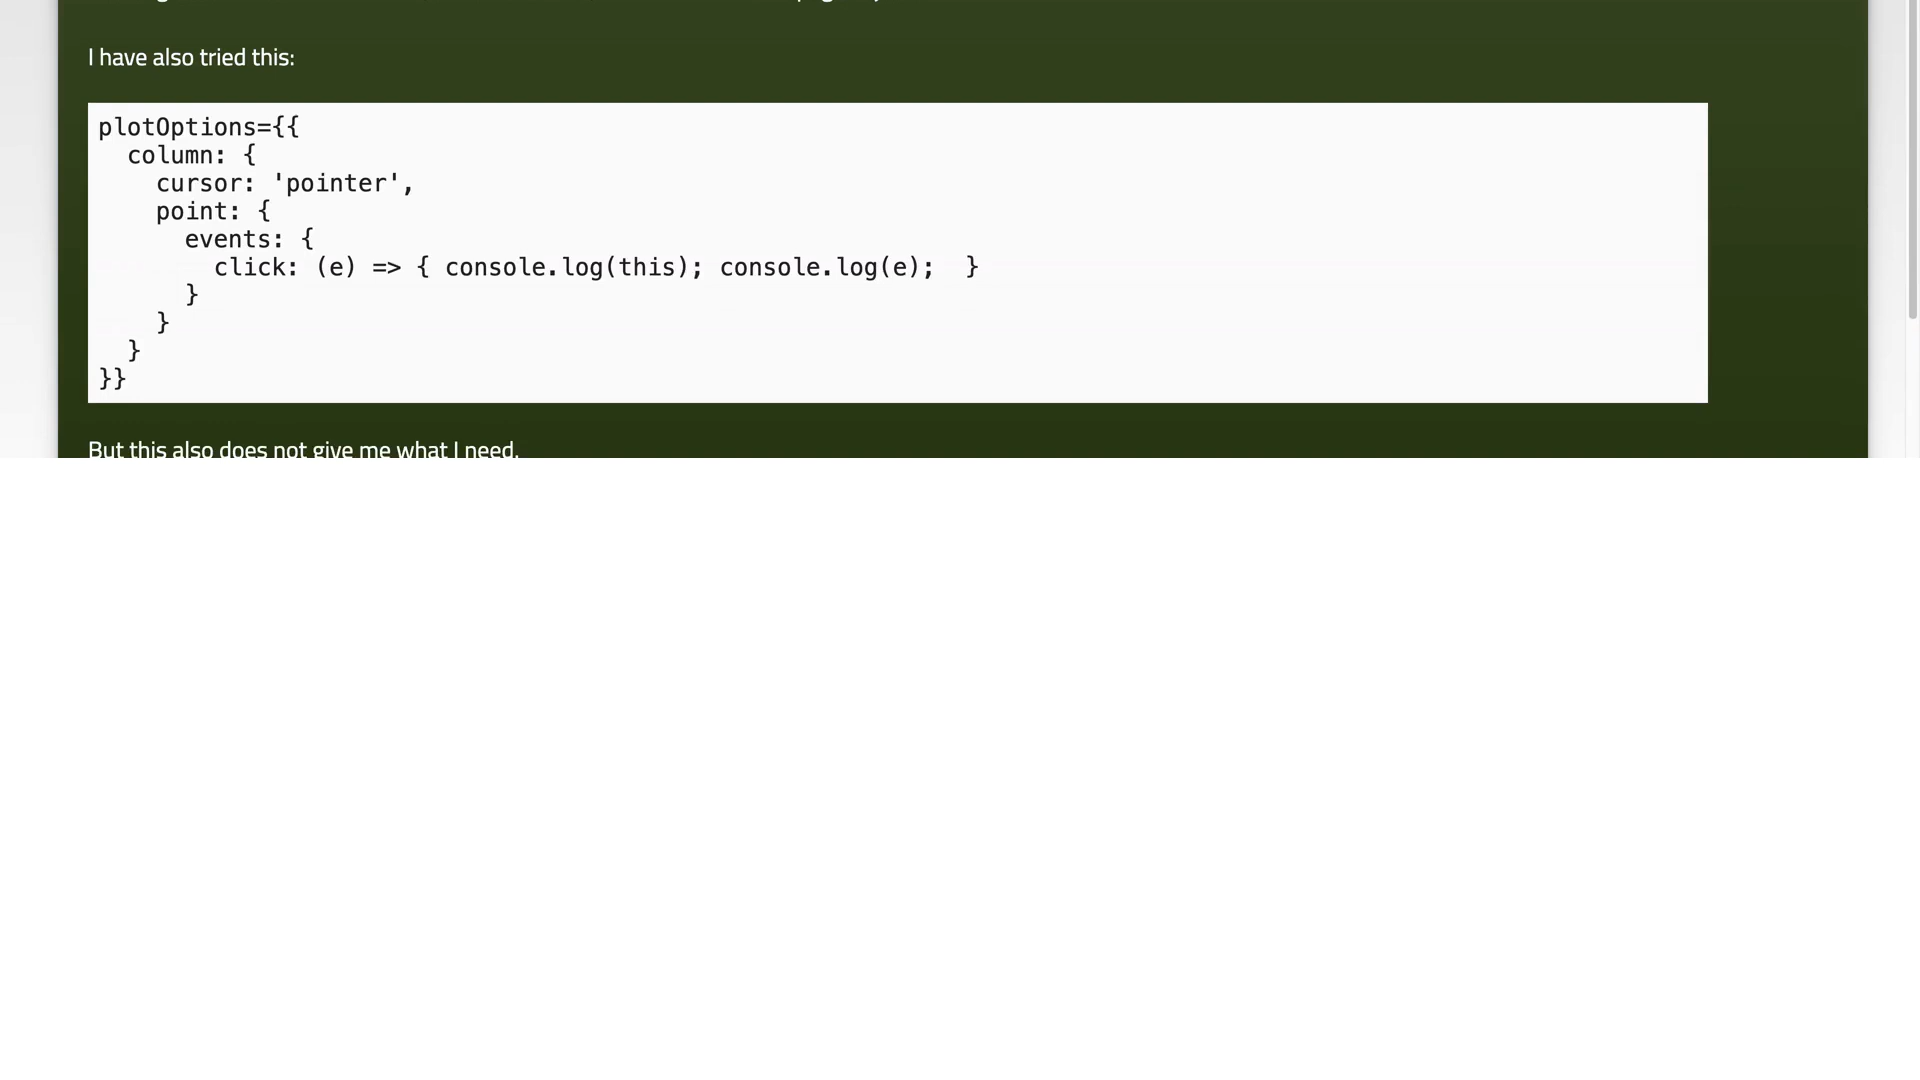 I have also tried this:
plotOptions={{
  column: {
    cursor: 'pointer',
    point: {
      events: {
        click: (e) => { console.log(this); console.log(e);  }
      }
    }
  }
}}
But this also does not give me what I need.